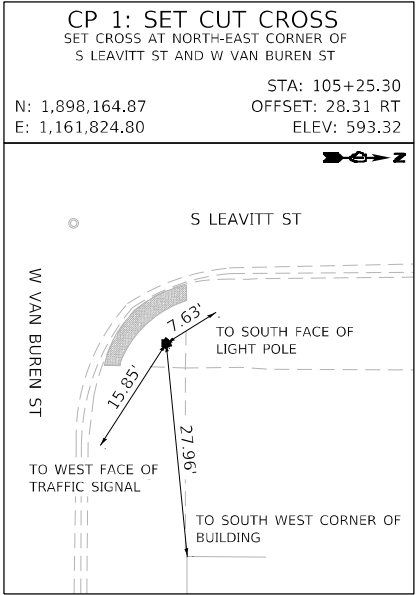 CP 1: SET CUT CROSS
SET CROSS AT NORTH-EAST CORNER OF
S LEAVITT ST AND W VAN BUREN ST
STA: 105+25.30
N: 1,898,164.87 OFFSET: 28.31 RT
E: 1,161,824.80 ELEV: 593.32
N
S LEAVITT ST
W VAN BUREN ST
7.63'
TO SOUTH FACE OF
LIGHT POLE
15.85'
27.96'
TO WEST FACE OF
TRAFFIC SIGNAL
TO SOUTH WEST CORNER OF
BUILDING